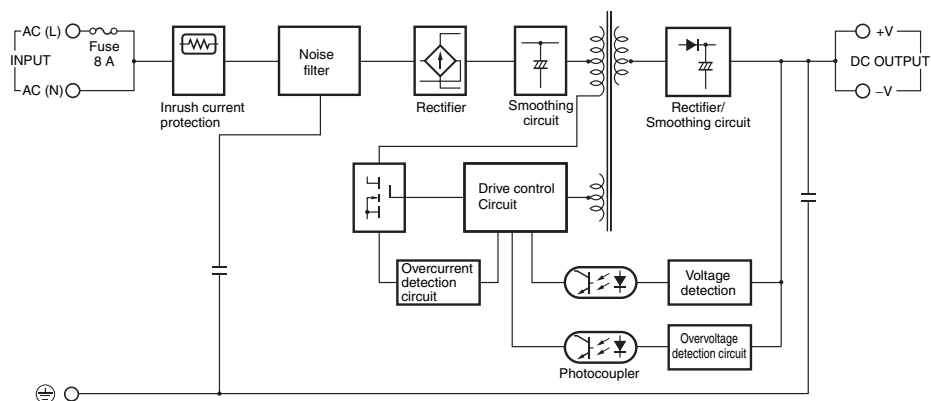 AC (L)
Fuse
8 A
INPUT
AC (N)
Inrush current
protection
Noise
filter
Rectifier
Smoothing
circuit
Rectifier/
Smoothing circuit
+V
DC OUTPUT
−V
Drive control
Circuit
Overcurrent
detection
circuit
Voltage
detection
Overvoltage
detection circuit
Photocoupler